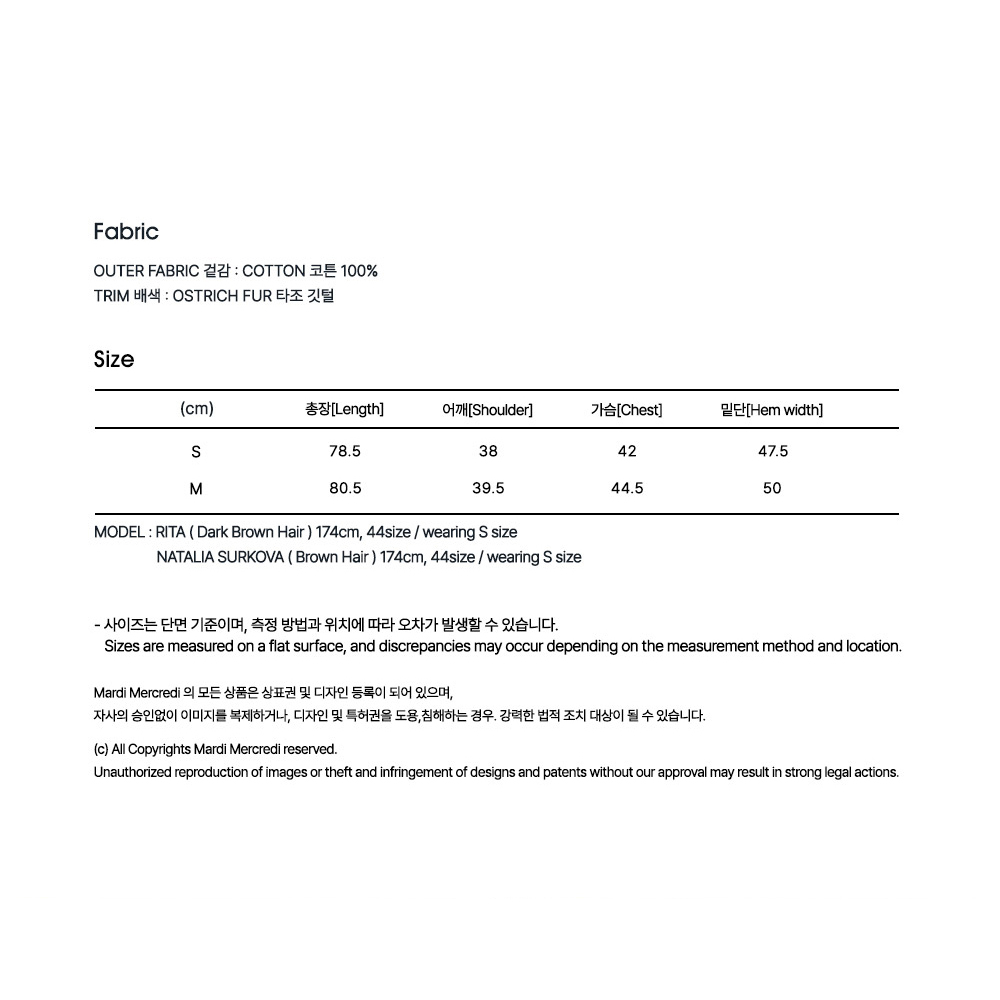 Fabric
OUTER FABRIC 겉감 : COTTON 코튼 100%
TRIM 배색 : OSTRICH FUR 타조 깃털
Size
(cm) 총장[Length] 어깨[Shoulder] 가슴[Chest] 밑단[Hem width]
S 78.5 38 42 47.5
M 80.5 39.5 44.5 50
MODEL : RITA ( Dark Brown Hair ) 174cm, 44size / wearing S size
NATALIA SURKOVA ( Brown Hair ) 174cm, 44size / wearing S size
- 사이즈는 단면 기준이며, 측정 방법과 위치에 따라 오차가 발생할 수 있습니다.
Sizes are measured on a flat surface, and discrepancies may occur depending on the measurement method and location.
Mardi Mercredi 의 모든 상품은 상표권 및 디자인 등록이 되어 있으며,
자사의 승인없이 이미지를 복제하거나, 디자인 및 특허권을 도용,침해하는 경우. 강력한 법적 조치 대상이 될 수 있습니다.
(c) All Copyrights Mardi Mercredi reserved.
Unauthorized reproduction of images or theft and infringement of designs and patents without our approval may result in strong legal actions.